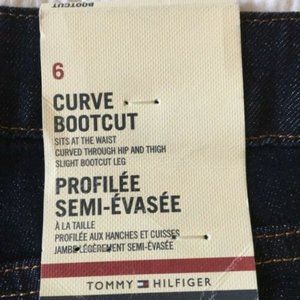 BOOTCUT
6
CURVE
BOOTCUT
SITS AT THE WAIST
CURVED THROUGH HIP AND THIGH
SLIGHT BOOTCUT LEG
PROFILÉE
SEMI-ÉVASÉE
À LA TAILLE
PROFILÉE AUX HANCHES ET CUISSES
JAMBE LÉGÈREMENT SEMI-ÉVASÉE
TOMMY HILFIGER